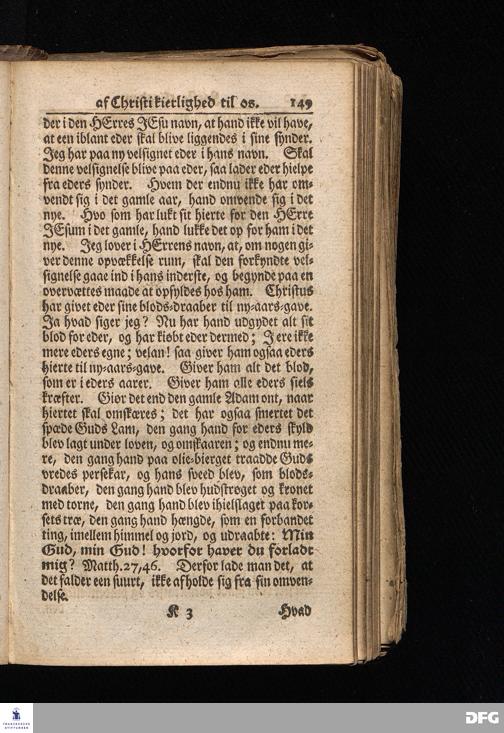 af Christi kierlighed til os. 149
der i den HErres JEsu navn, at hand ikke vil have,
at een iblant eder skal blive liggendes i sine synder.
Jeg har paa ny velsignet eder i hans navn. Skal
denne velsignelse blive paa eder, saa lader eder hielpe
fra eders synder. Hvem der endnu ikke har om-
vendt sig i det gamle aar, hand omvende sig i det
nye. Hvo som har lukt sit hierte for den HErre
JEsum i det gamle, hand lukke det op for ham i det
nye. Jeg lover i HErrens navn, at, om nogen gi-
ver denne opvækkelse rum, skal den forkyndte vel-
signelse gaae ind i hans inderste, og begynde paa en
overvættes maade at opfyldes hos ham. Christus
har givet eder sine blods-draaber til ny-aars-gave.
Ja hvad siger jeg? Nu har hand udgydet alt sit
blod for eder, og har kiøbt eder dermed; J ere ikke
mere eders egne; velan! saa giver ham ogsaa eders
hierte til ny-aars-gave. Giver ham alt det blod,
som er i eders aarer. Giver ham alle eders siels
kræfter. Gior det end den gamle Adam ont, naar
hiertet skal omskæres; det har ogsaa smertet det
spæde Guds Lam, den gang hand for eders skyld
blev lagt under loven, og omskaaren; og endnu me-
re, den gang hand paa olie-bierget traadde Guds
vredes persekar, og hans sveed blev, som blods-
draaber, den gang hand blev hudstrøget og kronet
med torne, den gang hand blev ihielslaget paa kor-
sets træ, den gang hand hængde, som en forbandet
ting, imellem himmel og jord, og udraabte: Min
Gud, min Gud! hvorfor haver du forladt
mig? Matth. 27, 46. Derfor lade man det, at
det falder een suurt, ikke afholde sig fra sin omven-
delse.
K 3 Hvad
FRANCKESCHE
STIFTUNGEN
DFG